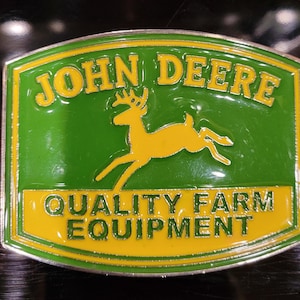 JOHN DEERE
QUALITY FARM
EQUIPMENT